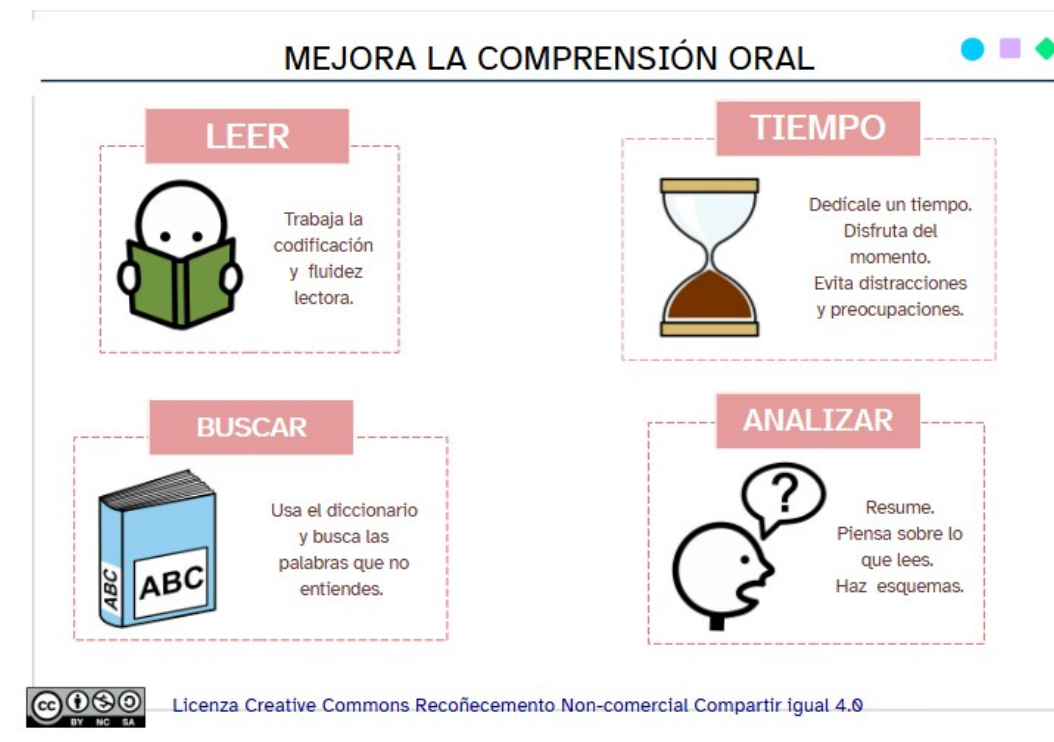 MEJORA LA COMPRENSIÓN ORAL
LEER
Trabaja la
codificación
y fluidez
lectora.
TIEMPO
Dedícale un tiempo.
Disfruta del
momento.
Evita distracciones
y preocupaciones.
BUSCAR
ABC
ABC
Usa el diccionario
y busca las
palabras que no
entiendes.
ANALIZAR
?
Resume.
Piensa sobre lo
que lees.
Haz esquemas.
cc BY NC SA
Licenza Creative Commons Recoñecemento Non-comercial Compartir igual 4.0